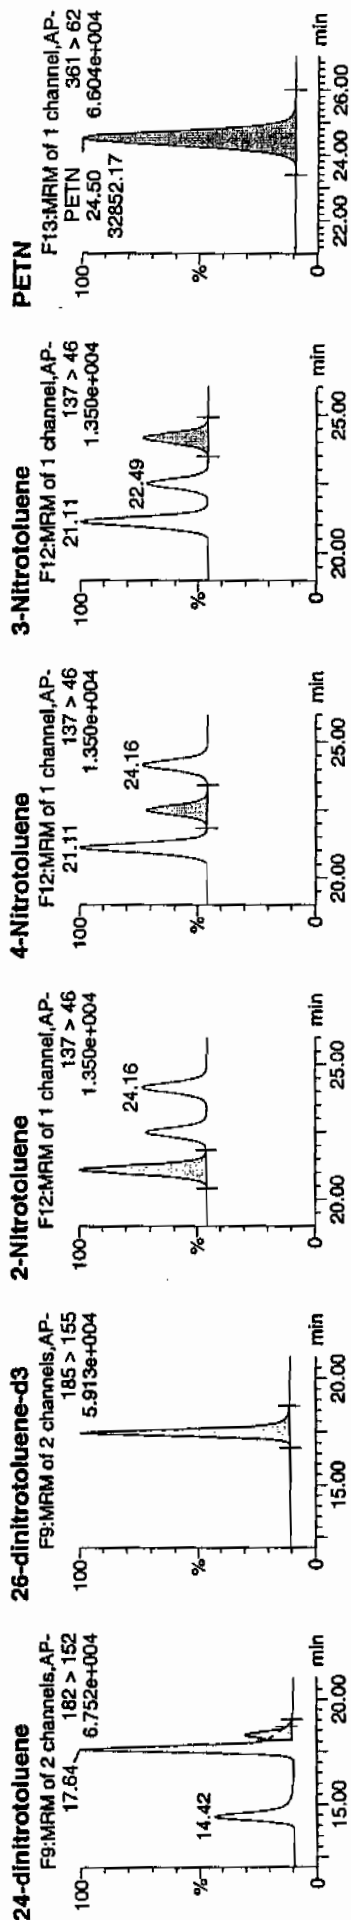 24-dinitrotoluene
F9:MRM of 2 channels,AP-
182 > 152
6.752e+004
17.64
14.42
100
%
0
15.00
20.00
min
26-dinitrotoluene-d3
F9:MRM of 2 channels,AP-
185 > 155
5.913e+004
100
%
0
15.00
20.00
min
2-Nitrotoluene
F12:MRM of 1 channel,AP-
137 > 46
1.350e+004
24.16
100
%
0
20.00
25.00
min
4-Nitrotoluene
F12:MRM of 1 channel,AP-
137 > 46
1.350e+004
21.11
24.16
100
%
0
20.00
25.00
min
3-Nitrotoluene
F12:MRM of 1 channel,AP-
137 > 46
1.350e+004
21.11
22.49
100
%
0
20.00
25.00
min
PETN
F13:MRM of 1 channel,AP-
361 > 62
6.604e+004
PETN
24.50
32852.17
100
%
0
22.00
24.00
26.00
min